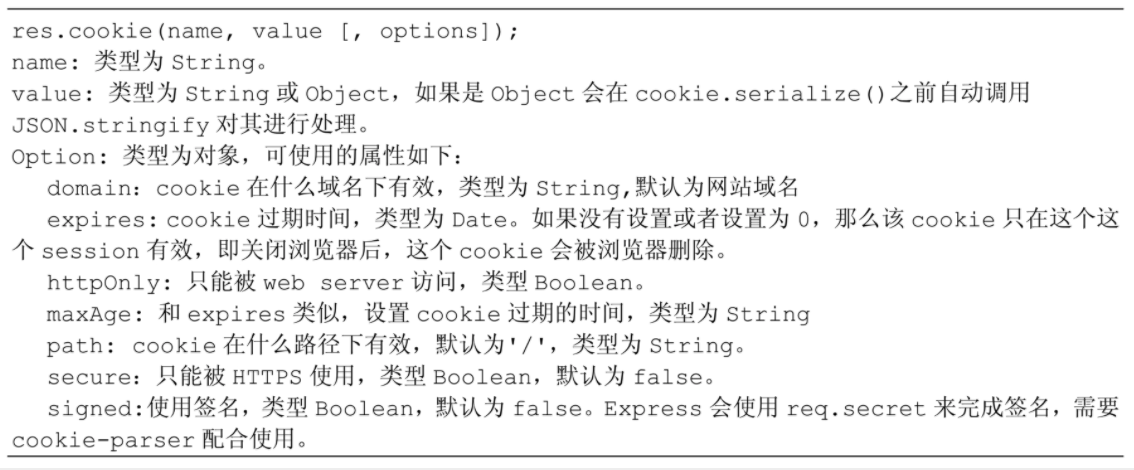 res.cookie(name, value [, options]);
name: 类型为 String。
value: 类型为 String 或 Object，如果是 Object 会在 cookie.serialize()之前自动调用
JSON.stringify 对其进行处理。
Option: 类型为对象，可使用的属性如下：
domain: cookie 在什么域名下有效，类型为 String,默认为网站域名
expires: cookie 过期时间，类型为 Date。如果没有设置或者设置为 0，那么该 cookie 只在这个这
个 session 有效，即关闭浏览器后，这个 cookie 会被浏览器删除。
httpOnly: 只能被 web server 访问，类型 Boolean。
maxAge: 和 expires 类似，设置 cookie 过期的时间，类型为 String
path: cookie 在什么路径下有效，默认为'/'，类型为 String。
secure: 只能被 HTTPS 使用，类型 Boolean，默认为 false。
signed:使用签名，类型 Boolean，默认为 false。Express 会使用 req.secret 来完成签名，需要
cookie-parser 配合使用。